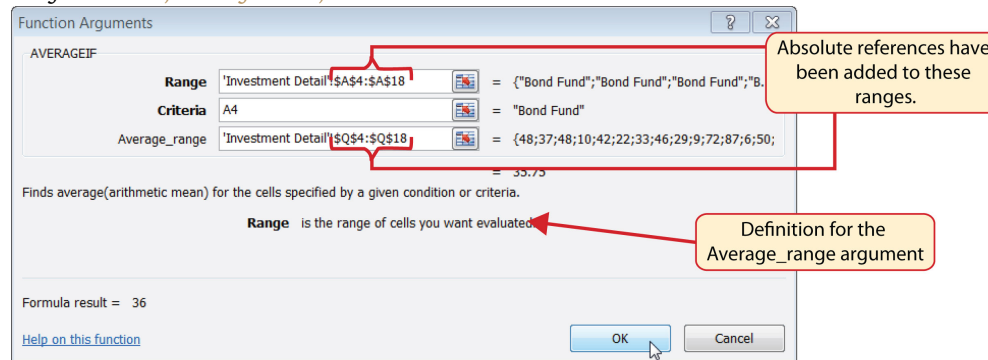 Function Arguments
AVERAGEIF
Range 'Investment Detail'!$A$4:$A$18 = {"Bond Fund";"Bond Fund";"Bond Fund";"B...
Criteria A4 = "Bond Fund"
Average_range 'Investment Detail'!$Q$4:$Q$18 = {48;37;48;10;42;22;33;46;29;9;72;87;6;50;
= 35.75
Finds average(arithmetic mean) for the cells specified by a given condition or criteria.
Range is the range of cells you want evaluated.
Formula result = 36
Help on this function
OK
Cancel
Absolute references have
been added to these
ranges.
Definition for the
Average_range argument